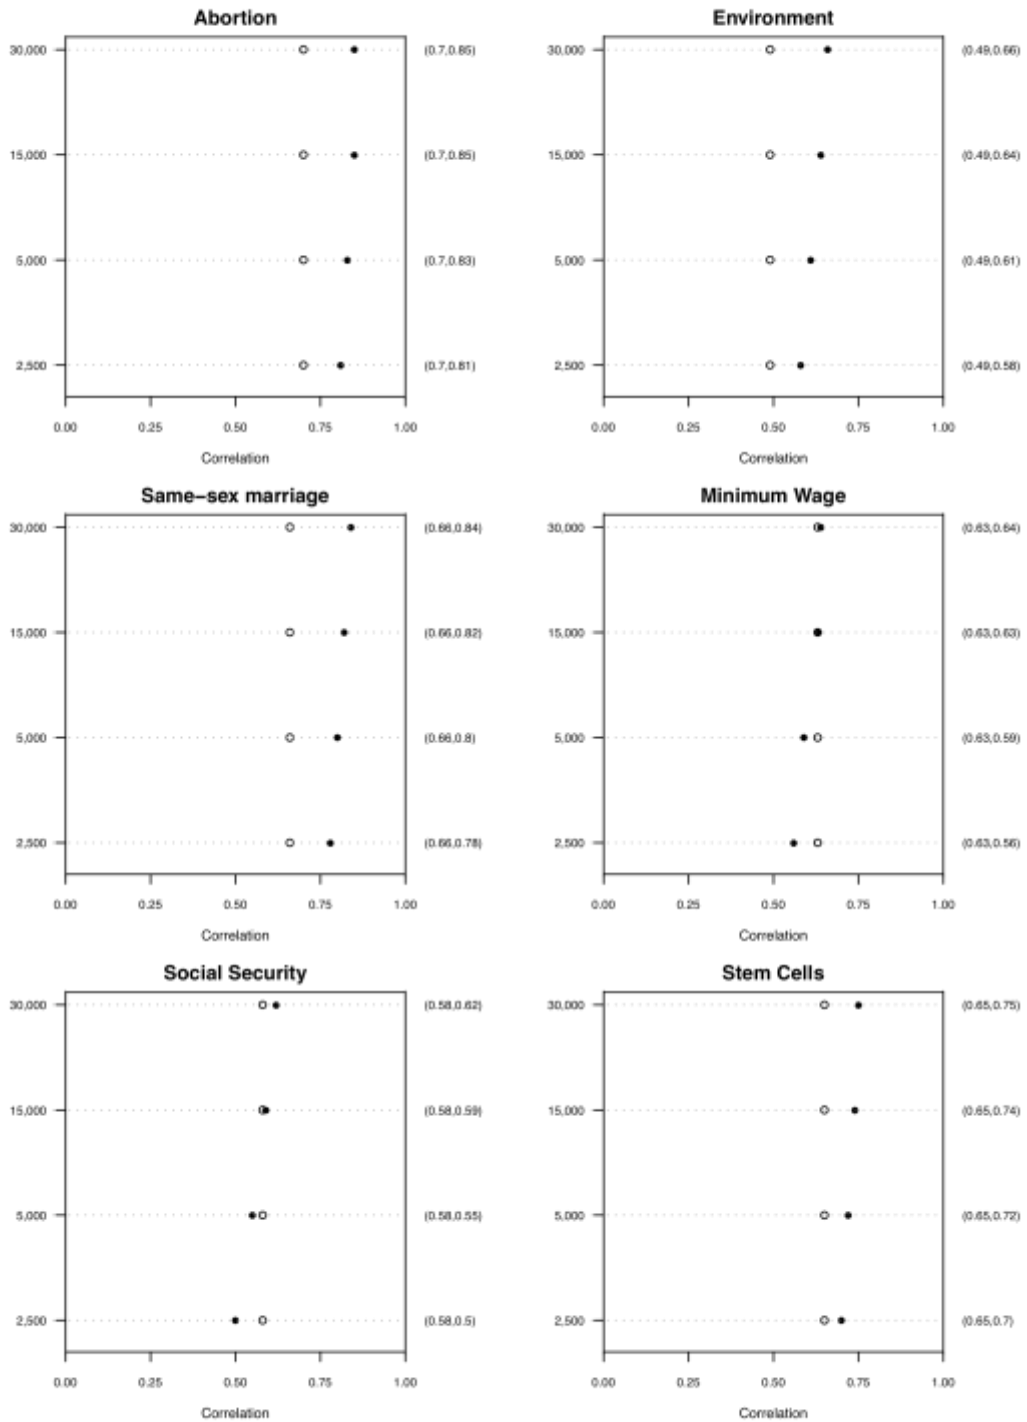 Abortion
30,000 (0.7,0.85)
15,000 (0.7,0.85)
5,000 (0.7,0.83)
2,500 (0.7,0.81)
0.00 0.25 0.50 0.75 1.00
Correlation
Environment
30,000 (0.49,0.66)
15,000 (0.49,0.64)
5,000 (0.49,0.61)
2,500 (0.49,0.58)
0.00 0.25 0.50 0.75 1.00
Correlation
Same-sex marriage
30,000 (0.66,0.84)
15,000 (0.66,0.82)
5,000 (0.66,0.8)
2,500 (0.66,0.78)
0.00 0.25 0.50 0.75 1.00
Correlation
Minimum Wage
30,000 (0.63,0.64)
15,000 (0.63,0.63)
5,000 (0.63,0.59)
2,500 (0.63,0.56)
0.00 0.25 0.50 0.75 1.00
Correlation
Social Security
30,000 (0.58,0.62)
15,000 (0.58,0.59)
5,000 (0.58,0.55)
2,500 (0.58,0.5)
0.00 0.25 0.50 0.75 1.00
Correlation
Stem Cells
30,000 (0.65,0.75)
15,000 (0.65,0.74)
5,000 (0.65,0.72)
2,500 (0.65,0.7)
0.00 0.25 0.50 0.75 1.00
Correlation